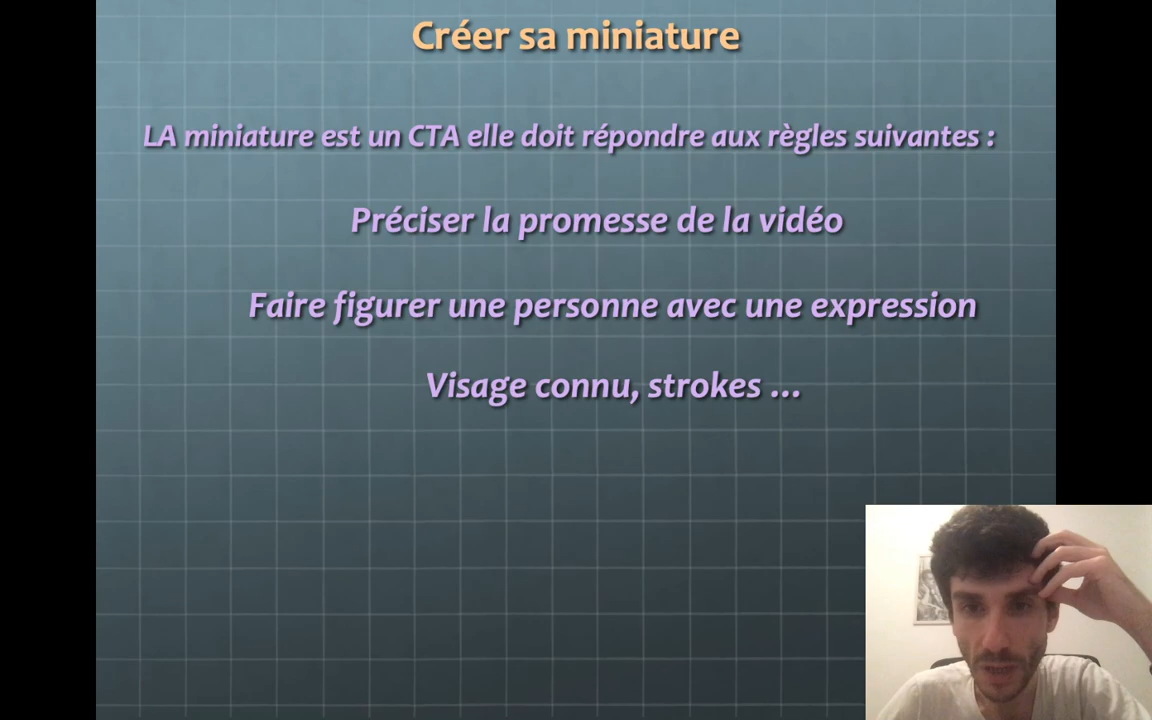 Créer sa miniature
LA miniature est un CTA elle doit répondre aux règles suivantes :
Préciser la promesse de la vidéo
Faire figurer une personne avec une expression
Visage connu, strokes ...